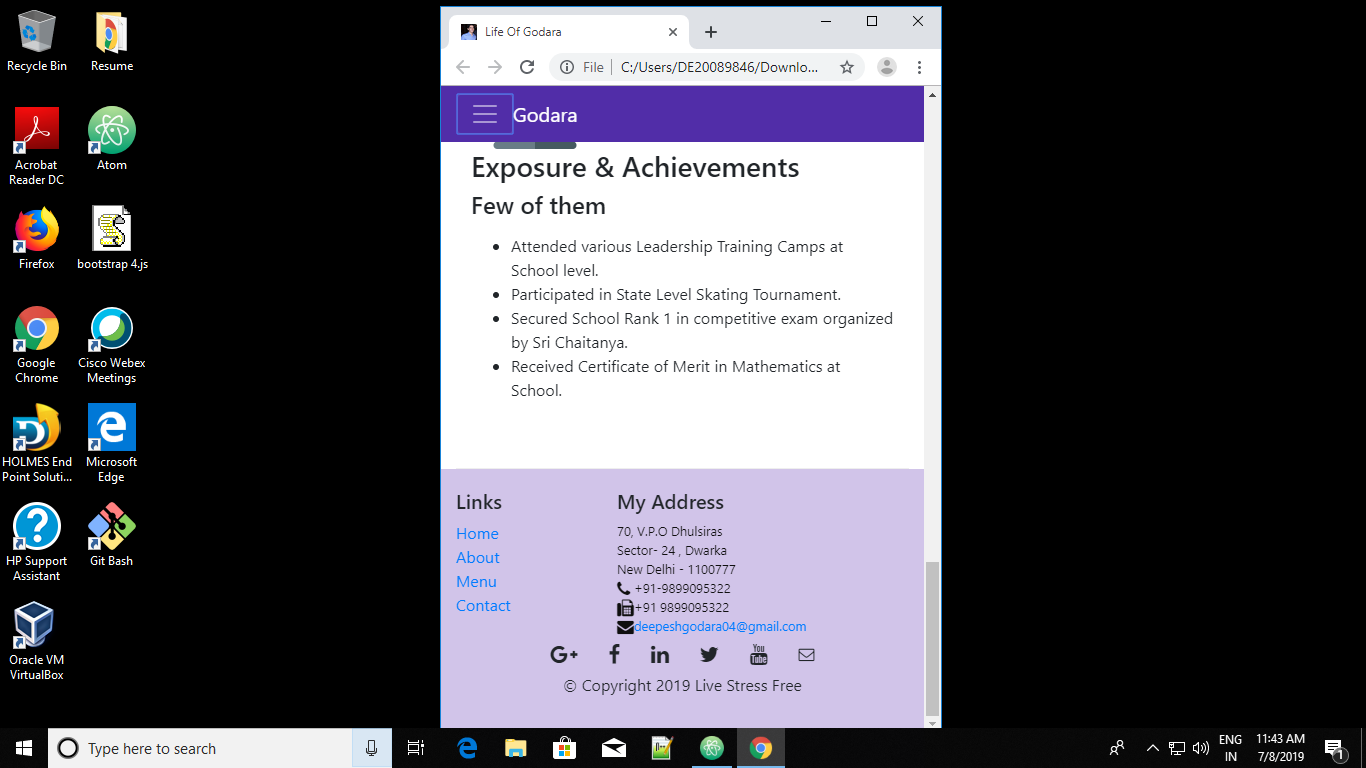 Recycle Bin
Resume
Acrobat
Reader DC
Atom
Firefox
bootstrap 4.js
Google
Chrome
Cisco Webex
Meetings
HOLMES End
Point Soluti...
Microsoft
Edge
HP Support
Assistant
Git Bash
Oracle VM
VirtualBox
Life Of Godara
File
C:/Users/DE20089846/Downlo...
Godara
Exposure & Achievements
Few of them
• Attended various Leadership Training Camps at
School level.
• Participated in State Level Skating Tournament.
• Secured School Rank 1 in competitive exam organized
by Sri Chaitanya.
• Received Certificate of Merit in Mathematics at
School.
Links
Home
About
Menu
Contact
My Address
70, V.P.O Dhulsiras
Sector- 24 , Dwarka
New Delhi - 1100777
+91-9899095322
+91 9899095322
deepeshgodara04@gmail.com
G+ f in You Tube
© Copyright 2019 Live Stress Free
Type here to search
ENG
IN
11:43 AM
7/8/2019
1